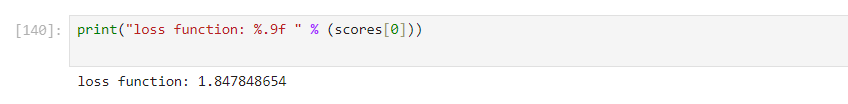 [140]: print("loss function: %.9f " % (scores[0]))
loss function: 1.847848654